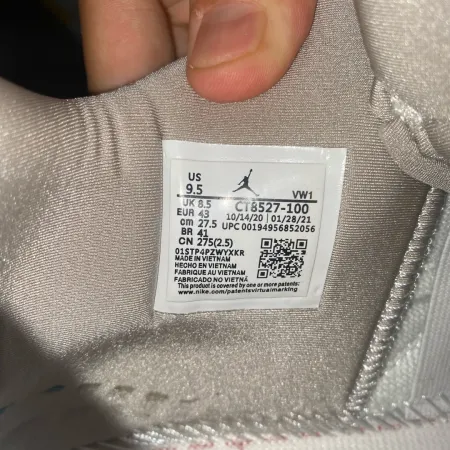 US
9.5
VW1
UK 8.5 CT8527-100
EUR 43 10/14/20 | 01/28/21
cm 27.5 UPC 00194956852056
BR 41
CN 275(2.5)
01STP4PZWYXKR
MADE IN VIETNAM
HECHO EN VIETNAM
FABRIQUE AU VIETNAM
FABRICADO NO VIETNÃ
This product is covered by one or more patents:
www.nike.com/patentsvirtualmarking